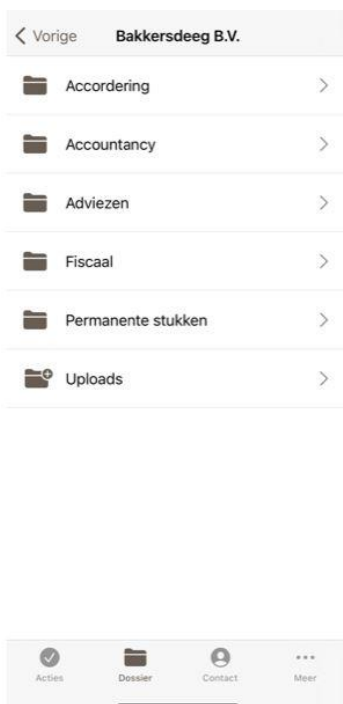 Vorige Bakkersdeeg B.V.
Accordering
Accountancy
Adviezen
Fiscaal
Permanente stukken
Uploads
Acties Dossier Contact Meer